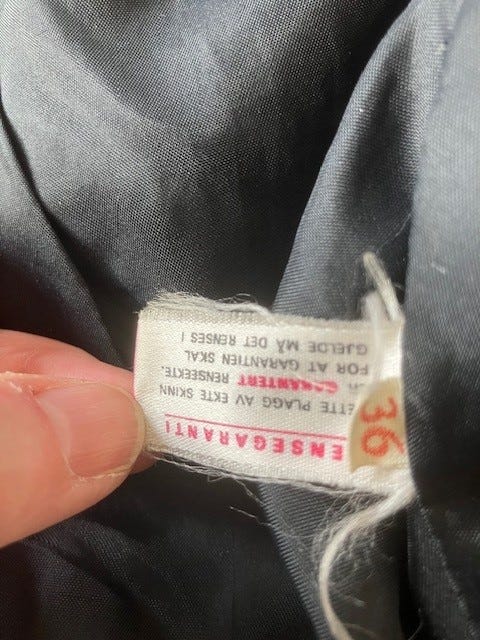 ENSEGARANTI
ETTE PLAGG AV EKTE SKINN
GARANTERT RENSEEKTE.
FOR AT GARANTIEN SKAL
GJELDE MÅ DET RENSES I
36